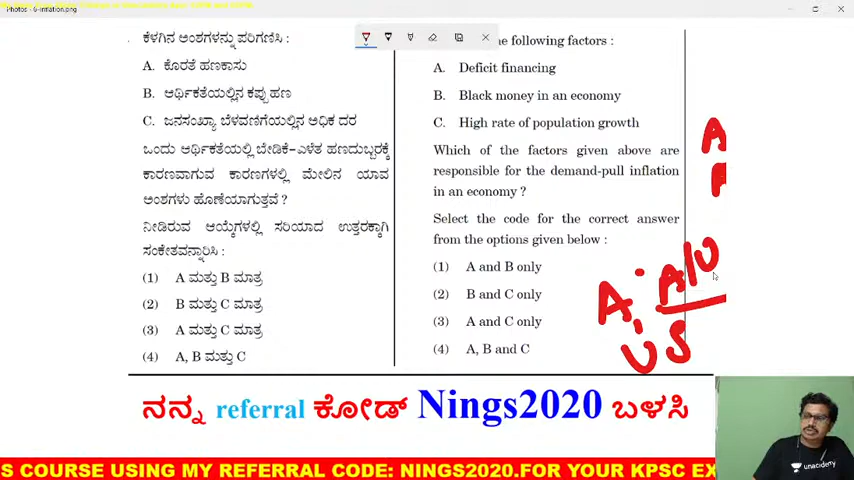 Photos - 6-inflation.png
ಕೆಳಗಿನ ಅಂಶಗಳನ್ನು ಪರಿಗಣಿಸಿ :
A. ಕೊರತೆ ಹಣಕಾಸು
B. ಆರ್ಥಿಕತೆಯಲ್ಲಿನ ಕಪ್ಪು ಹಣ
C. ಜನಸಂಖ್ಯಾ ಬೆಳವಣಿಗೆಯಲ್ಲಿನ ಅಧಿಕ ದರ
ಒಂದು ಆರ್ಥಿಕತೆಯಲ್ಲಿ ಬೇಡಿಕೆ-ಎಳೆತ ಹಣದುಬ್ಬರಕ್ಕೆ
ಕಾರಣವಾಗುವ ಕಾರಣಗಳಲ್ಲಿ ಮೇಲಿನ ಯಾವ
ಅಂಶಗಳು ಹೊಣೆಯಾಗುತ್ತವೆ ?
ನೀಡಿರುವ ಆಯ್ಕೆಗಳಲ್ಲಿ ಸರಿಯಾದ ಉತ್ತರಕ್ಕಾಗಿ
ಸಂಕೇತವನ್ನಾರಿಸಿ :
(1) A ಮತ್ತು B ಮಾತ್ರ
(2) B ಮತ್ತು C ಮಾತ್ರ
(3) A ಮತ್ತು C ಮಾತ್ರ
(4) A, B ಮತ್ತು C
he following factors :
A. Deficit financing
B. Black money in an economy
C. High rate of population growth
Which of the factors given above are
responsible for the demand-pull inflation
in an economy ?
Select the code for the correct answer
from the options given below :
(1) A and B only
(2) B and C only
(3) A and C only
(4) A, B and C
ನನ್ನ referral ಕೋಡ್ Nings2020 ಬಳಸಿ
unacademy
S COURSE USING MY REFERRAL CODE: NINGS2020.FOR YOUR KPSC EX